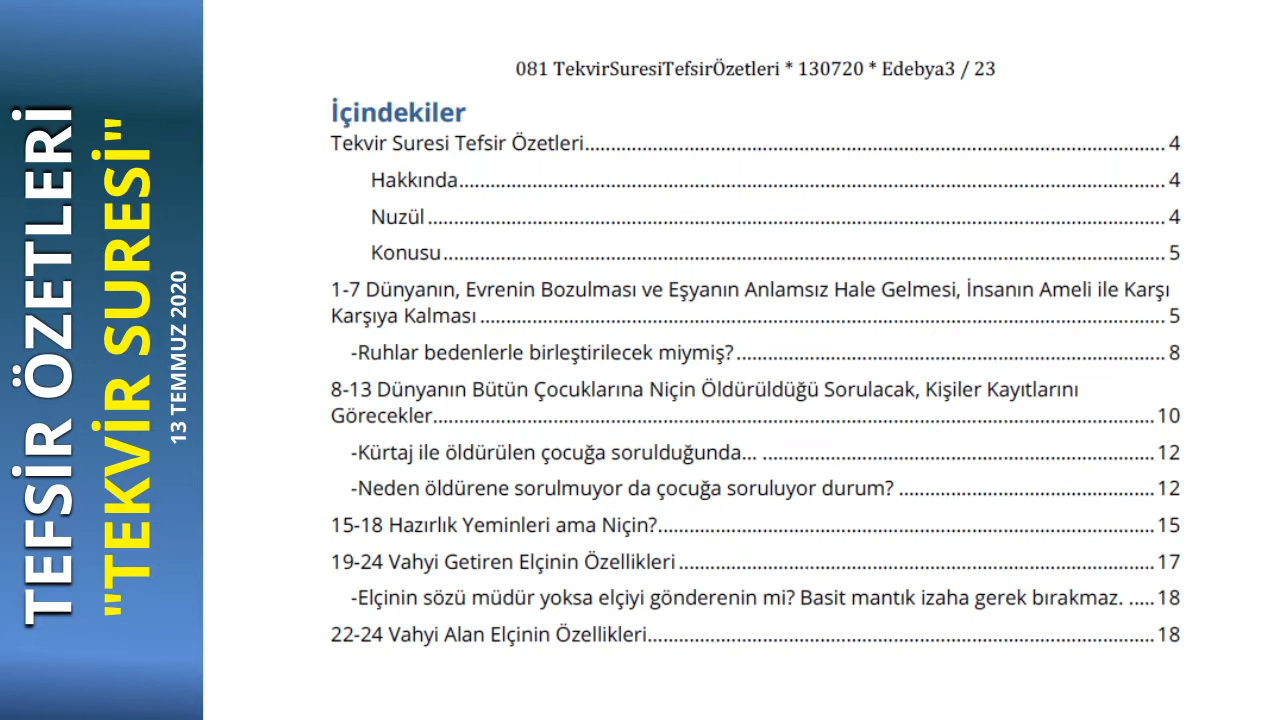 TEFSİR ÖZETLERİ
"TEKVİR SURESİ"
13 TEMMUZ 2020
081 TekvirSuresiTefsirÖzetleri * 130720 * Edebya3 / 23
İçindekiler
Tekvir Suresi Tefsir Özetleri.......... 4
Hakkında.......... 4
Nuzül .......... 4
Konusu.......... 5
1-7 Dünyanın, Evrenin Bozulması ve Eşyanın Anlamsız Hale Gelmesi, İnsanın Ameli ile Karşı
Karşıya Kalması .......... 5
-Ruhlar bedenlerle birleştirilecek miymiş? .......... 8
8-13 Dünyanın Bütün Çocuklarına Niçin Öldürüldüğü Sorulacak, Kişiler Kayıtlarını
Görecekler.......... 10
-Kürtaj ile öldürülen çocuğa sorulduğunda... .......... 12
-Neden öldürene sorulmuyor da çocuğa soruluyor durum? .......... 12
15-18 Hazırlık Yeminleri ama Niçin?.......... 15
19-24 Vahyi Getiren Elçinin Özellikleri .......... 17
-Elçinin sözü müdür yoksa elçiyi gönderenin mi? Basit mantık izaha gerek bırakmaz. ..... 18
22-24 Vahyi Alan Elçinin Özellikleri.......... 18